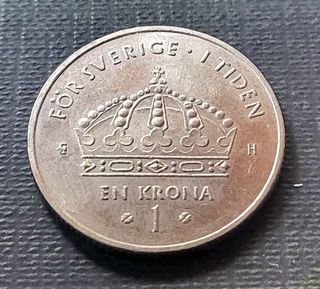 FÖR SVERIGE · I TIDEN
H
EN KRONA
1